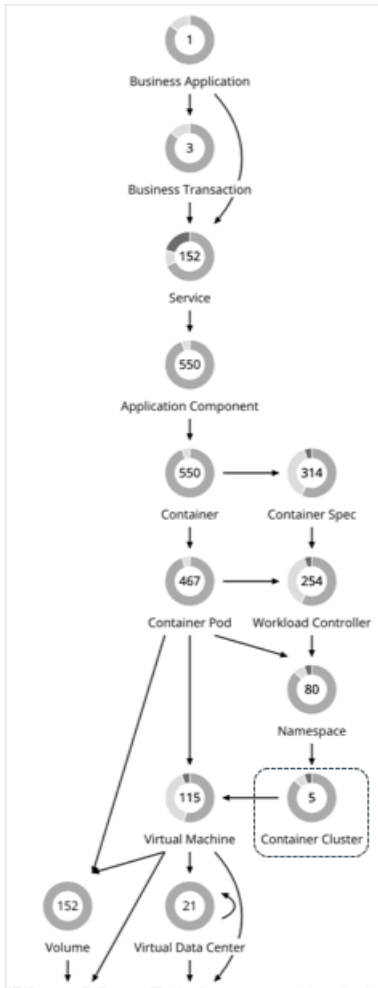 1
Business Application
3
Business Transaction
152
Service
550
Application Component
550
314
Container
Container Spec
467
254
Container Pod
Workload Controller
80
Namespace
115
5
Virtual Machine
Container Cluster
152
21
Volume
Virtual Data Center